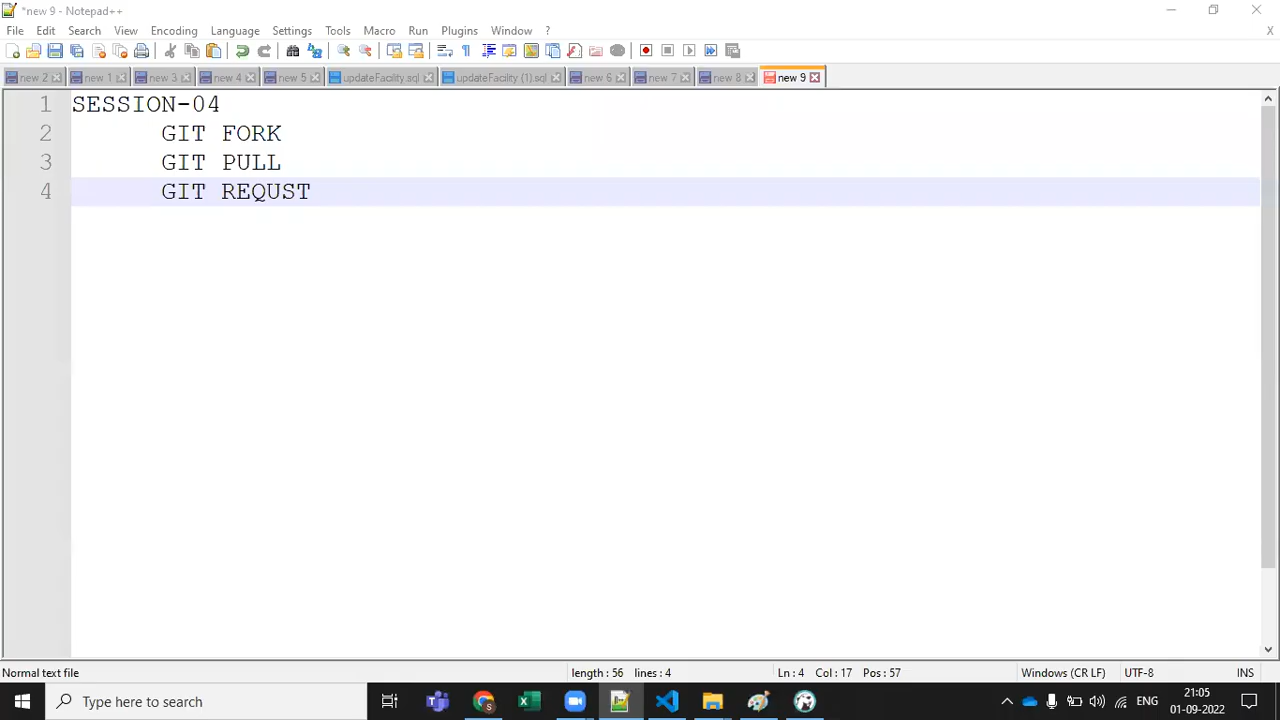 *new 9 - Notepad++
File Edit Search View Encoding Language Settings Tools Macro Run Plugins Window ? X
new 2 new 1 new 3 new 4 new 5 updateFacility.sql updateFacility (1).sql new 6 new 7 new 8 new 9
1 SESSION-04
2 GIT FORK
3 GIT PULL
4 GIT REQUST
Normal text file length : 56 lines : 4 Ln : 4 Col : 17 Pos : 57 Windows (CR LF) UTF-8 INS
Type here to search ENG 21:05
01-09-2022